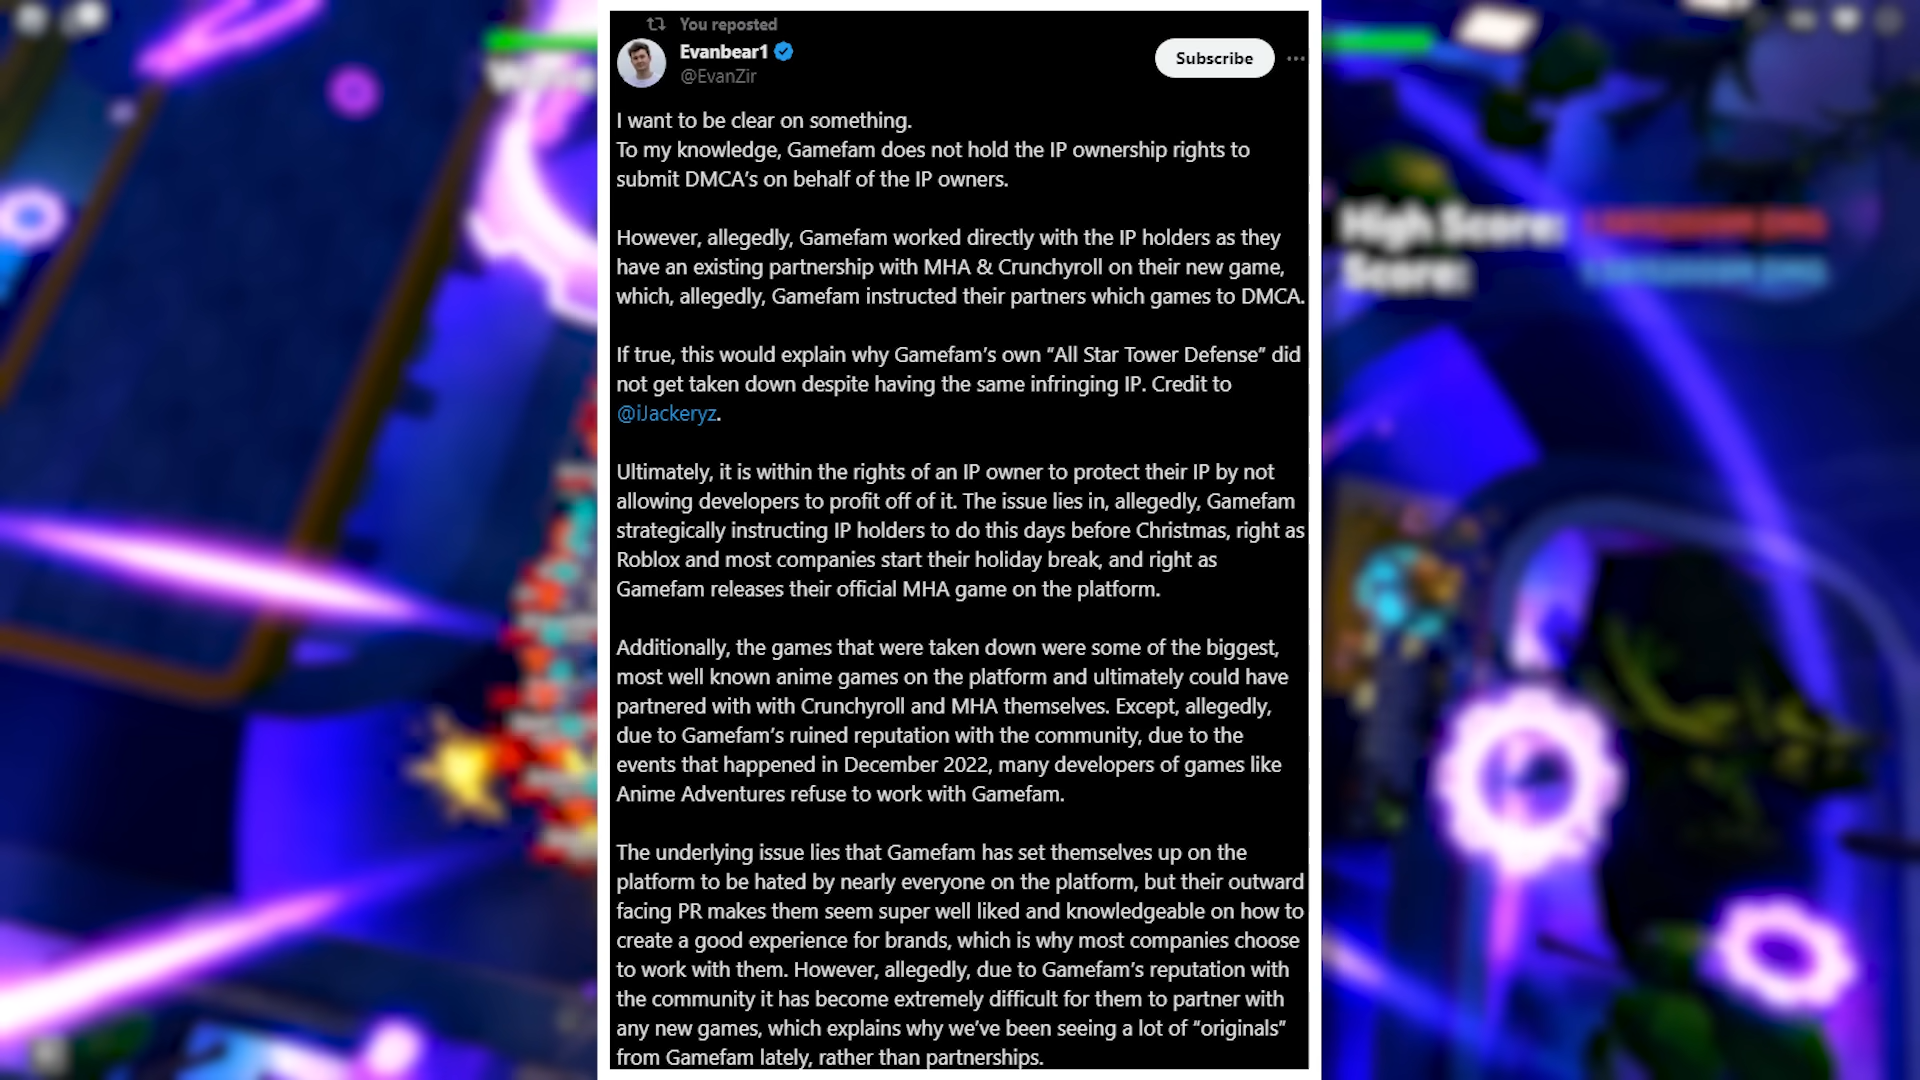 You reposted
Evanbear1
@EvanZir
Subscribe
I want to be clear on something.
To my knowledge, Gamefam does not hold the IP ownership rights to
submit DMCA's on behalf of the IP owners.
However, allegedly, Gamefam worked directly with the IP holders as they
have an existing partnership with MHA & Crunchyroll on their new game,
which, allegedly, Gamefam instructed their partners which games to DMCA.
If true, this would explain why Gamefam's own "All Star Tower Defense" did
not get taken down despite having the same infringing IP. Credit to
@iJackeryz.
Ultimately, it is within the rights of an IP owner to protect their IP by not
allowing developers to profit off of it. The issue lies in, allegedly, Gamefam
strategically instructing IP holders to do this days before Christmas, right as
Roblox and most companies start their holiday break, and right as
Gamefam releases their official MHA game on the platform.
Additionally, the games that were taken down were some of the biggest,
most well known anime games on the platform and ultimately could have
partnered with with Crunchyroll and MHA themselves. Except, allegedly,
due to Gamefam's ruined reputation with the community, due to the
events that happened in December 2022, many developers of games like
Anime Adventures refuse to work with Gamefam.
The underlying issue lies that Gamefam has set themselves up on the
platform to be hated by nearly everyone on the platform, but their outward
facing PR makes them seem super well liked and knowledgeable on how to
create a good experience for brands, which is why most companies choose
to work with them. However, allegedly, due to Gamefam's reputation with
the community it has become extremely difficult for them to partner with
any new games, which explains why we've been seeing a lot of "originals"
from Gamefam lately, rather than partnerships.
High Score:
Score: